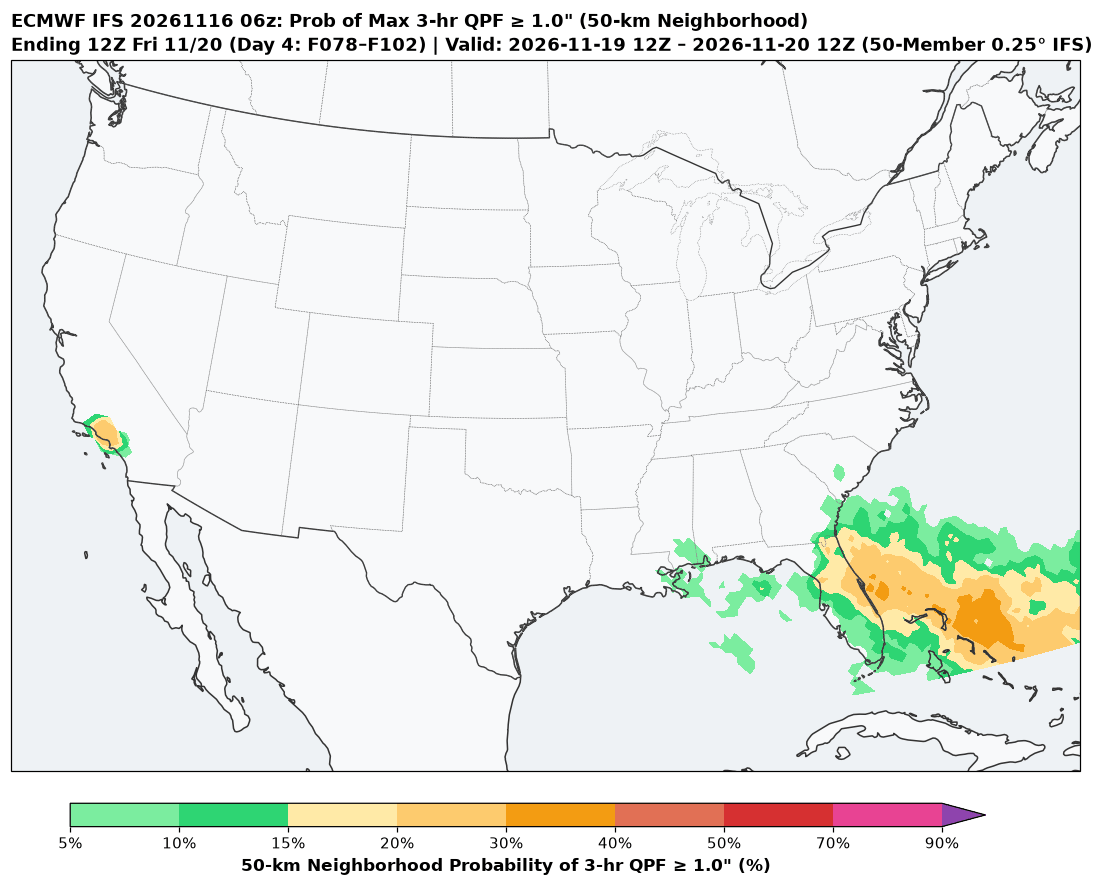 ECMWF IFS 20261116 06z: Prob of Max 3-hr QPF ≥ 1.0" (50-km Neighborhood)
Ending 12Z Fri 11/20 (Day 4: F078–F102) | Valid: 2026-11-19 12Z – 2026-11-20 12Z (50-Member 0.25° IFS)
5% 10% 15% 20% 30% 40% 50% 70% 90%
50-km Neighborhood Probability of 3-hr QPF ≥ 1.0" (%)